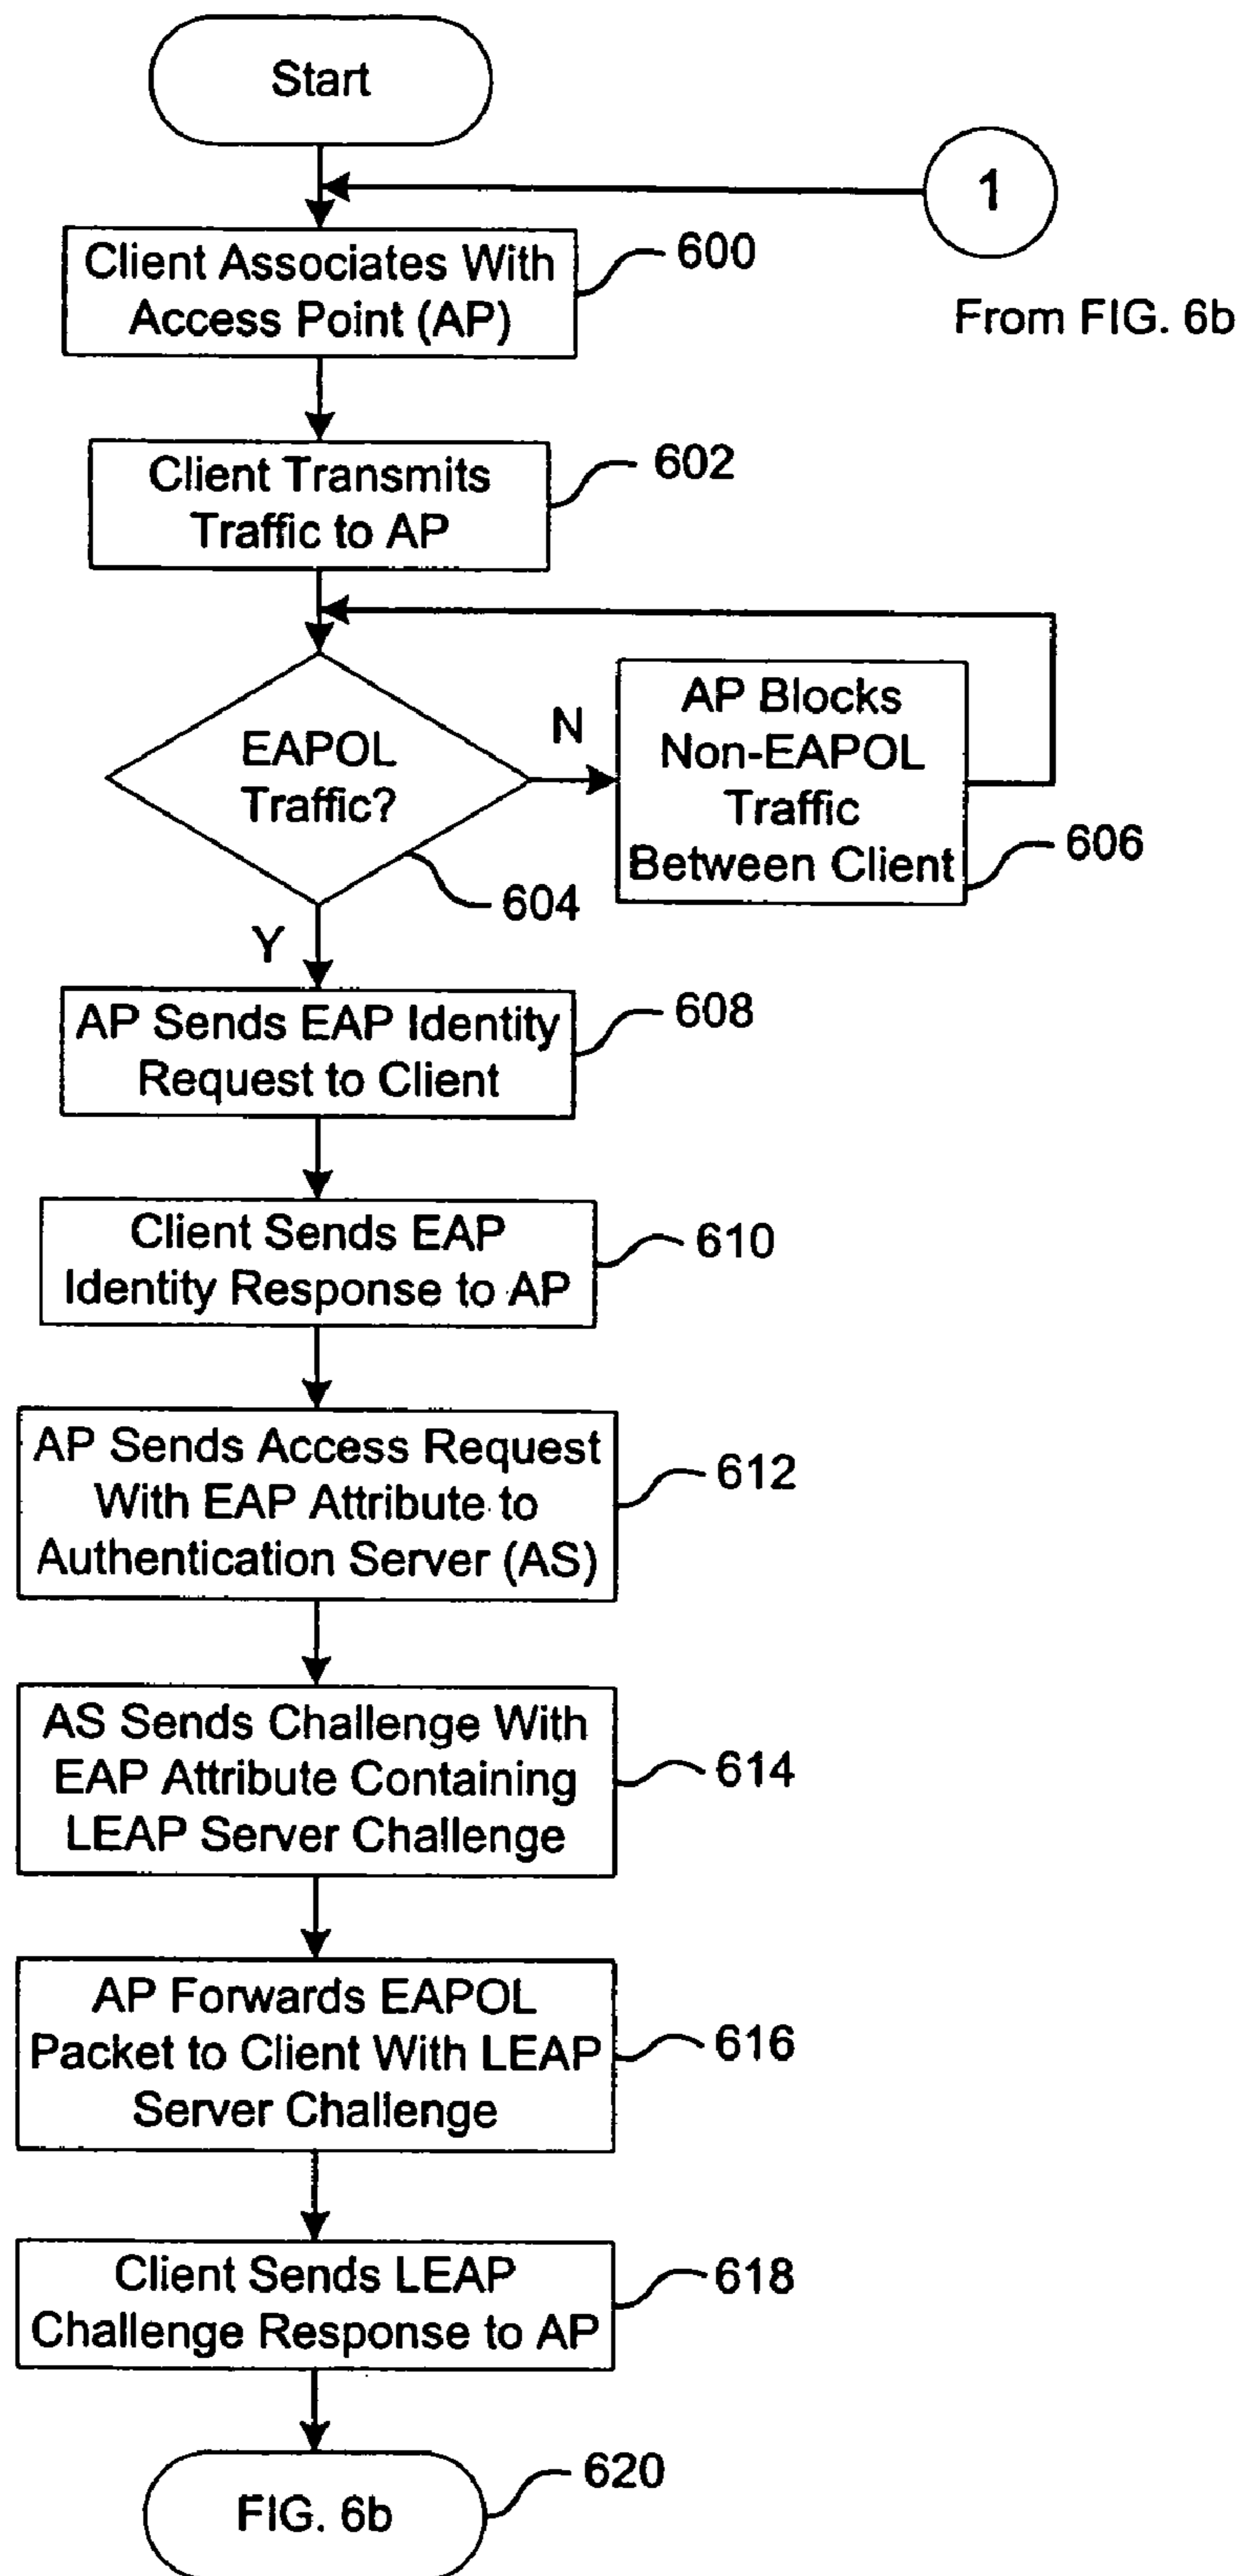 Start
1
From FIG. 6b
Client Associates With
Access Point (AP)
600
Client Transmits
Traffic to AP
602
EAPOL
Traffic?
604
N
AP Blocks
Non-EAPOL
Traffic
Between Client
606
Y
AP Sends EAP Identity
Request to Client
608
Client Sends EAP
Identity Response to AP
610
AP Sends Access Request
With EAP Attribute to
Authentication Server (AS)
612
AS Sends Challenge With
EAP Attribute Containing
LEAP Server Challenge
614
AP Forwards EAPOL
Packet to Client With LEAP
Server Challenge
616
Client Sends LEAP
Challenge Response to AP
618
FIG. 6b
620